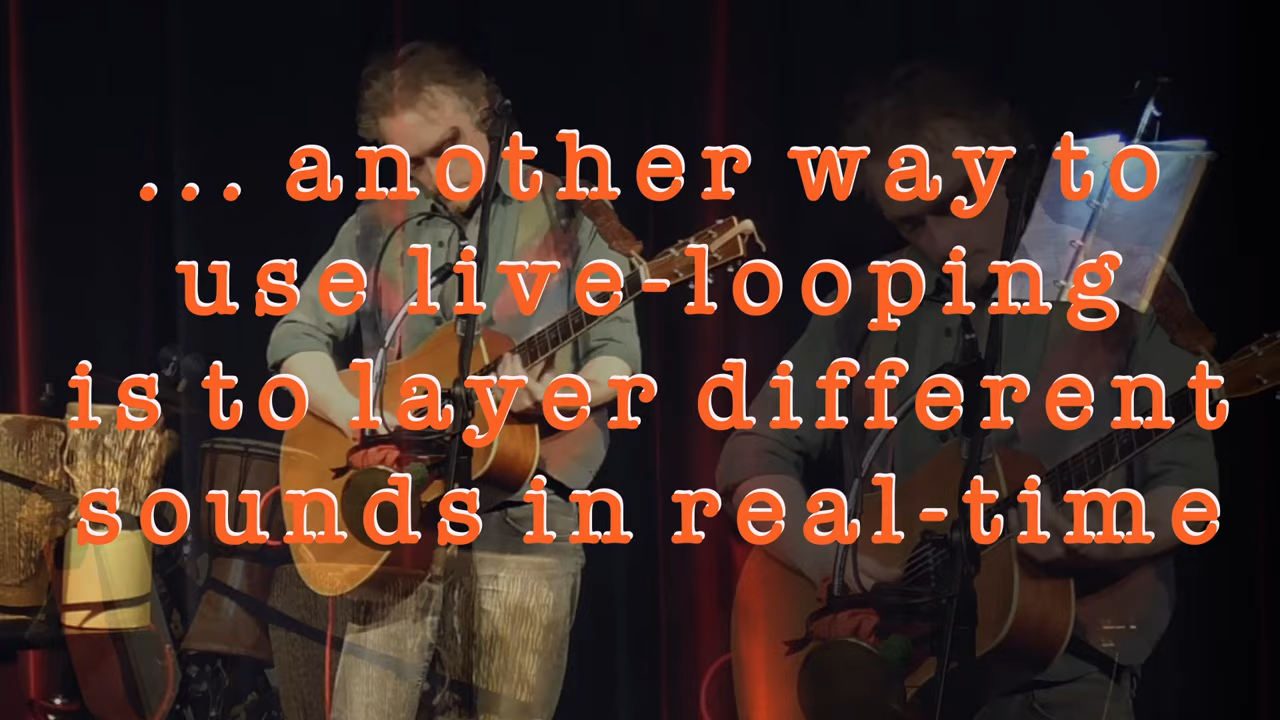 ... another way to
use live-looping
is to layer different
sounds in real-time